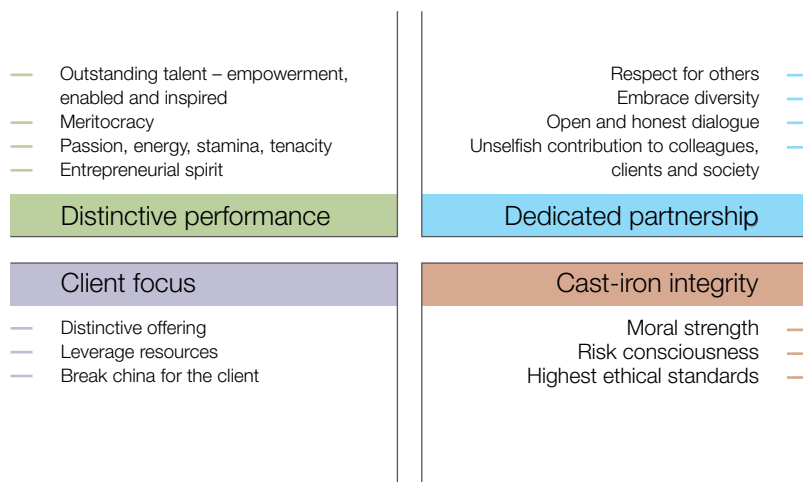 Outstanding talent – empowerment,
enabled and inspired
Meritocracy
Passion, energy, stamina, tenacity
Entrepreneurial spirit
Distinctive performance
Respect for others
Embrace diversity
Open and honest dialogue
Unselfish contribution to colleagues,
clients and society
Dedicated partnership
Client focus
Distinctive offering
Leverage resources
Break china for the client
Cast-iron integrity
Moral strength
Risk consciousness
Highest ethical standards